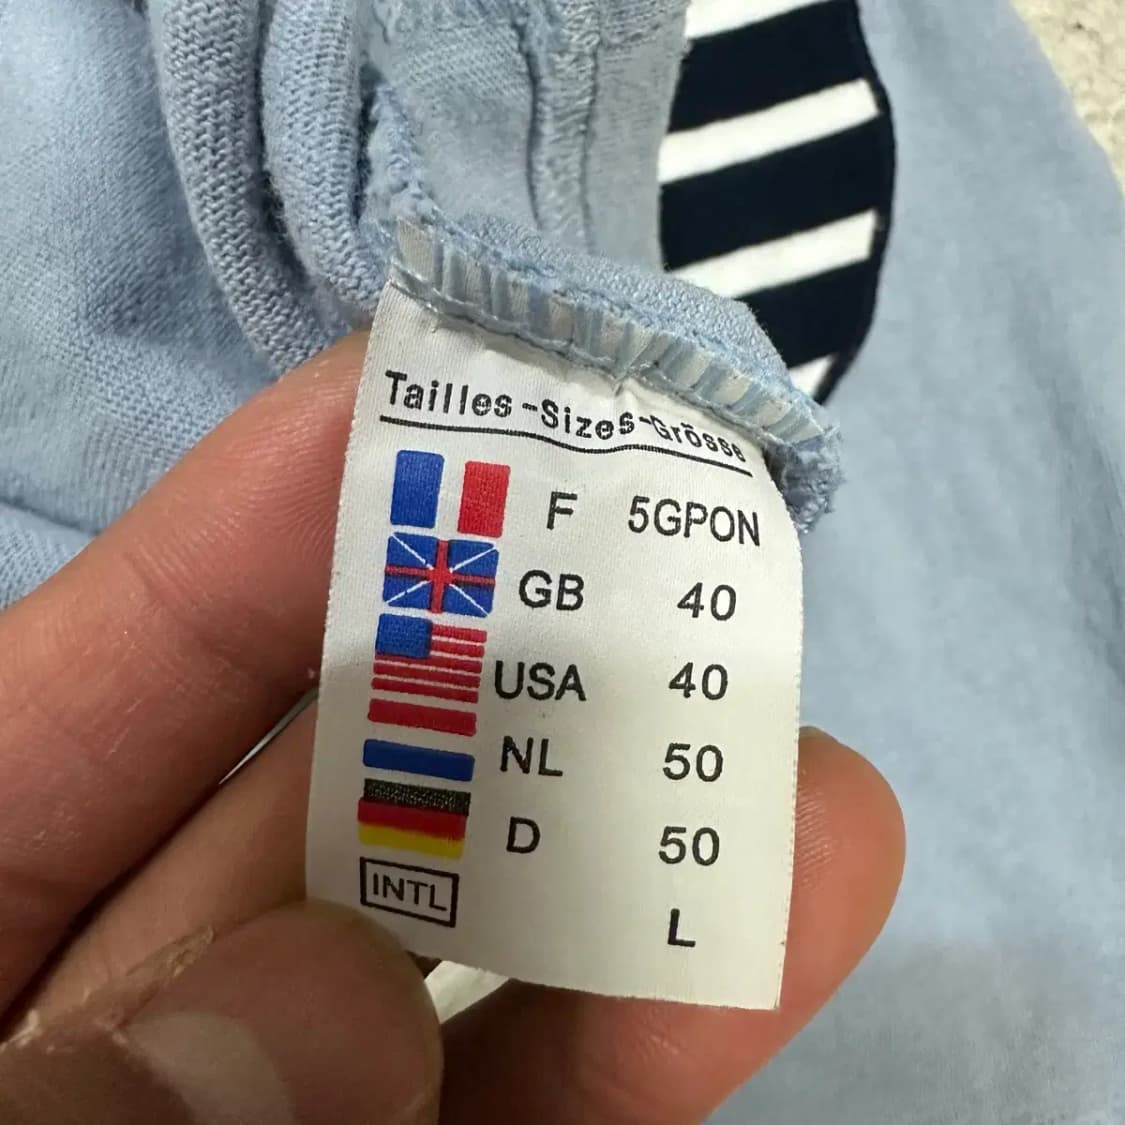 Tailles-Sizes-Grösse
F 5GPON
GB 40
USA 40
NL 50
D 50
INTL L